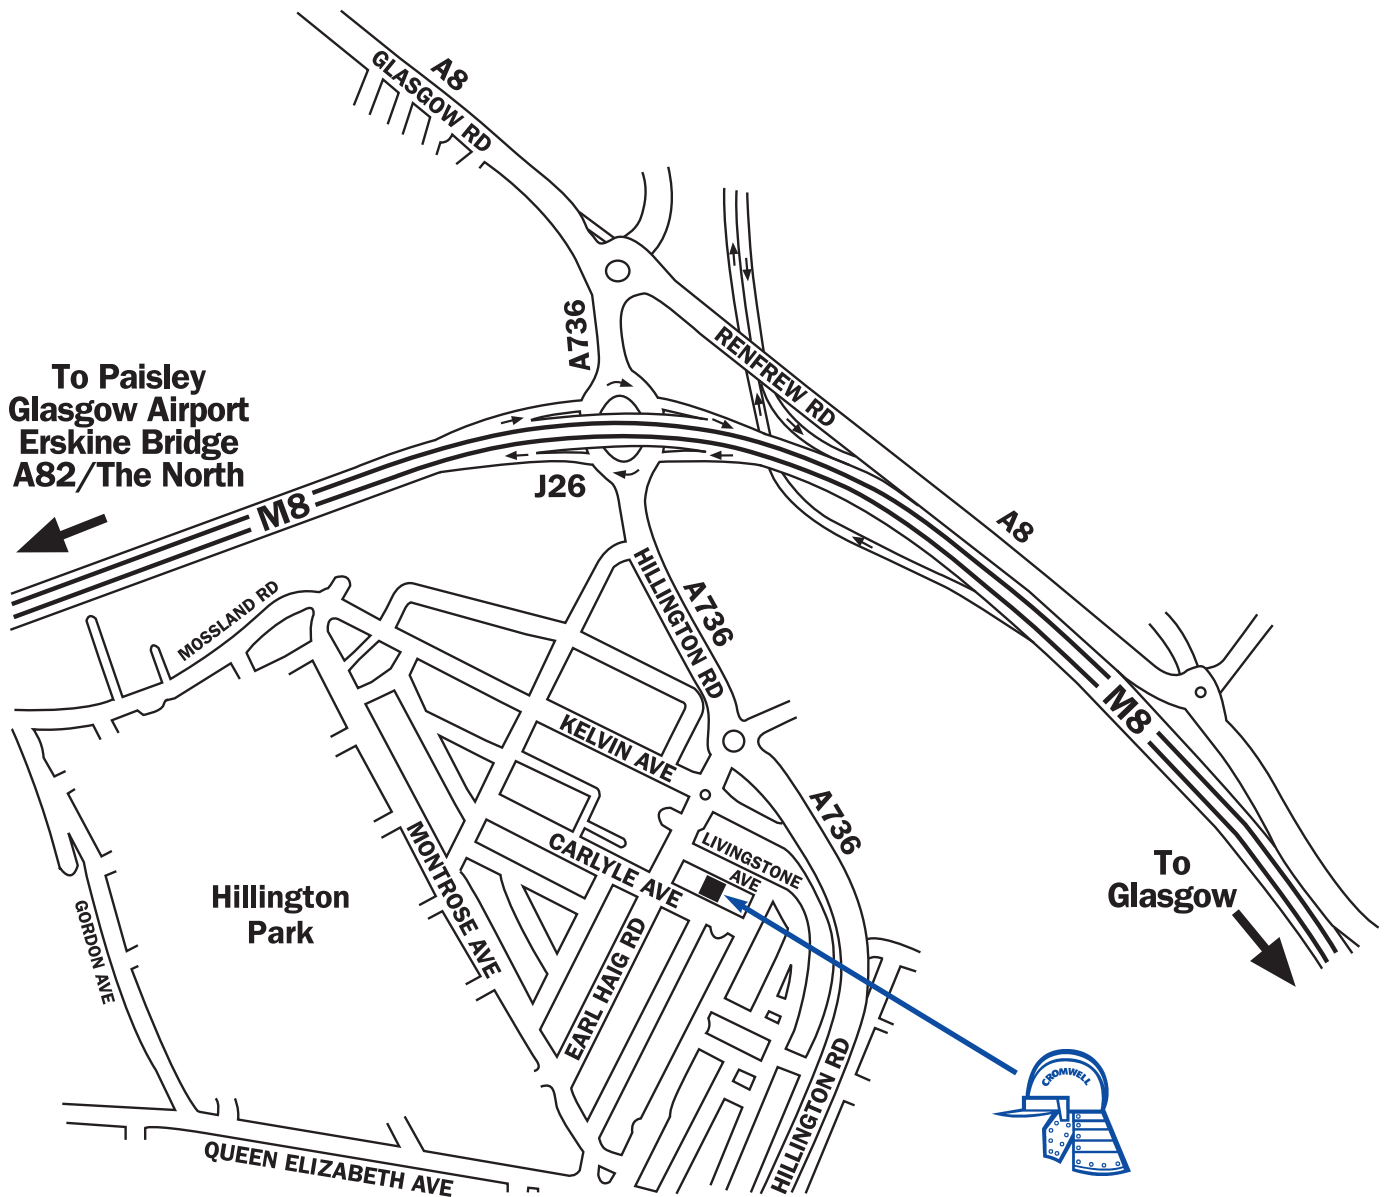 A8
GLASGOW RD
A736
RENFREW RD
To Paisley
Glasgow Airport
Erskine Bridge
A82/The North
M8
J26
A8
HILLINGTON RD
A736
MOSSLAND RD
M8
KELVIN AVE
A736
MONTROSE AVE
CARLYLE AVE
LIVINGSTONE
AVE
To
Glasgow
Hillington
Park
GORDON AVE
EARL HAIG RD
HILLINGTON RD
CROMWELL
QUEEN ELIZABETH AVE